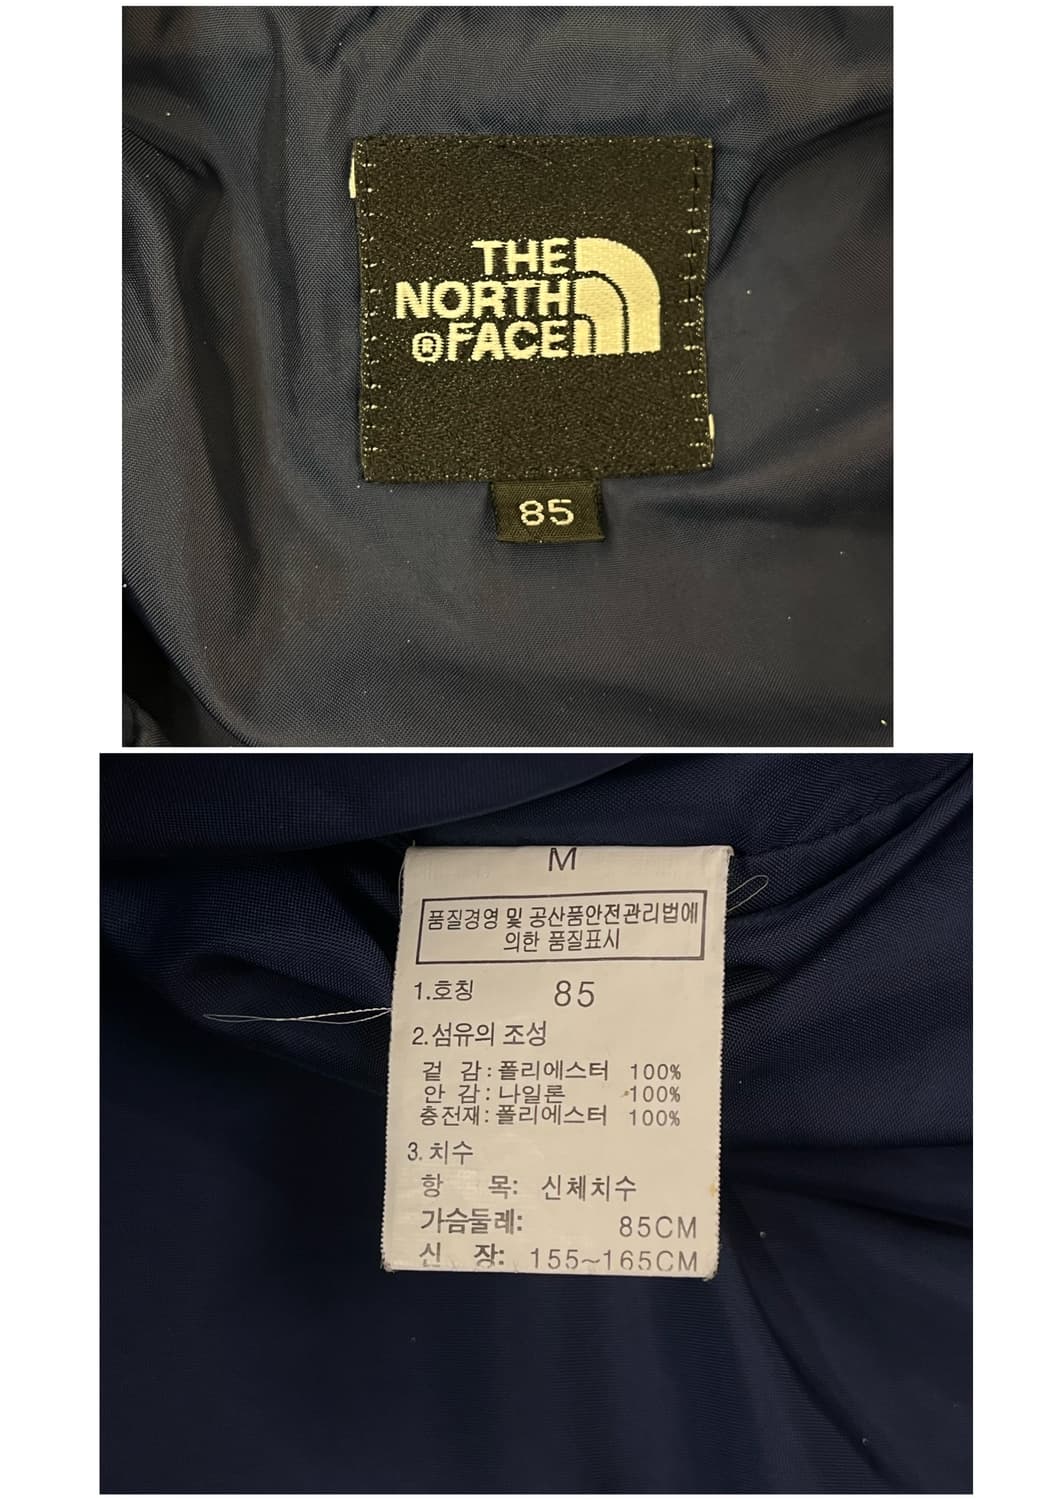 THE
NORTH
®FACE
85
M
품질경영 및 공산품안전관리법에
의한 품질표시
1.호칭 85
2.섬유의 조성
겉 감:폴리에스터 100%
안 감:나일론 100%
충전재:폴리에스터 100%
3.치수
항 목: 신체치수
가슴둘레: 85CM
신 장: 155~165CM